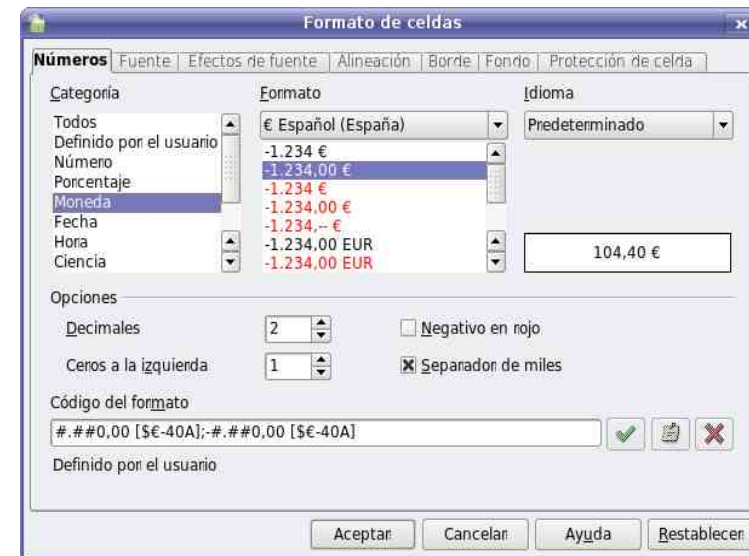 Formato de celdas
Números Fuente Efectos de fuente Alineación Borde Fondo Protección de celda
Categoría Formato Idioma
Todos
Definido por el usuario
Número
Porcentaje
Moneda
Fecha
Hora
Ciencia
€ Español (España)
-1.234 €
-1.234,00 €
-1.234 €
-1.234,00 €
-1.234,-- €
-1.234,00 EUR
-1.234,00 EUR
Predeterminado
104,40 €
Opciones
Decimales 2 Negativo en rojo
Ceros a la izquierda 1 Separador de miles
Código del formato
#.##0,00 [$€-40A];-#.##0,00 [$€-40A]
Definido por el usuario
Aceptar Cancelar Ayuda Restablecer